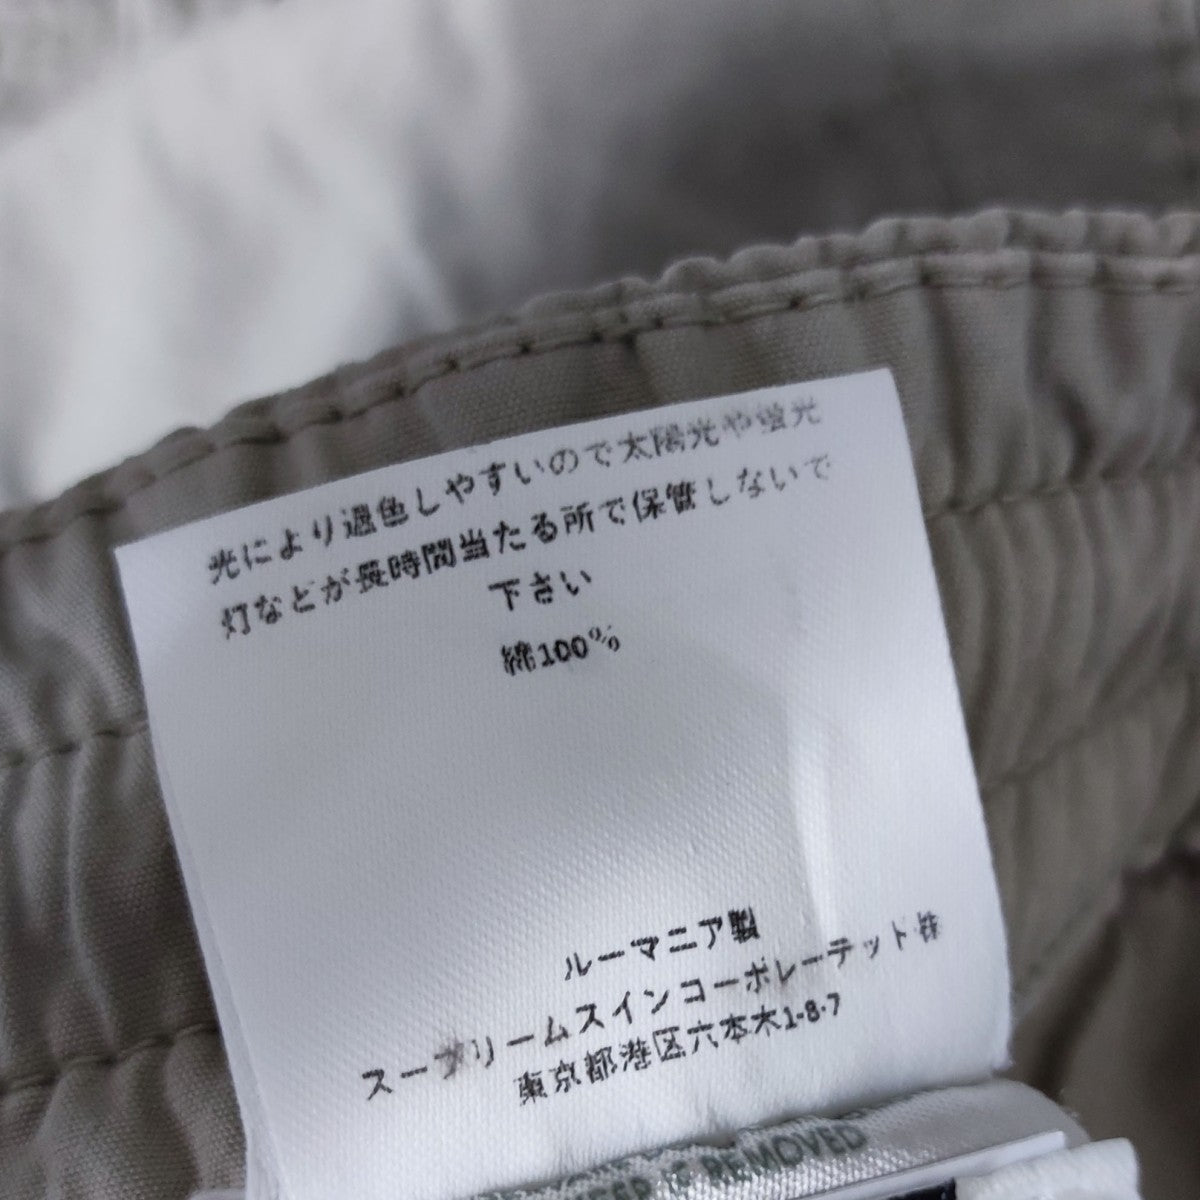 光により退色しやすいので太陽光や蛍光
灯などが長時間当たる所で保管しないで
下さい
綿100%
ルーマニア製
スープリームスインコーポレーテット゛株
東京都港区六本木1-8-7
IS REMOVED